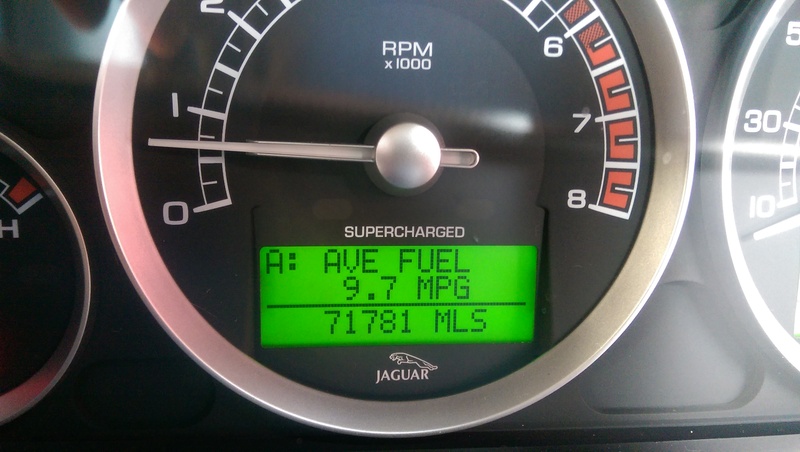 2
RPM
x1000
6
1
7
0
8
SUPERCHARGED
A: AVE FUEL
9.7 MPG
71781 MLS
JAGUAR
H
5
30
10